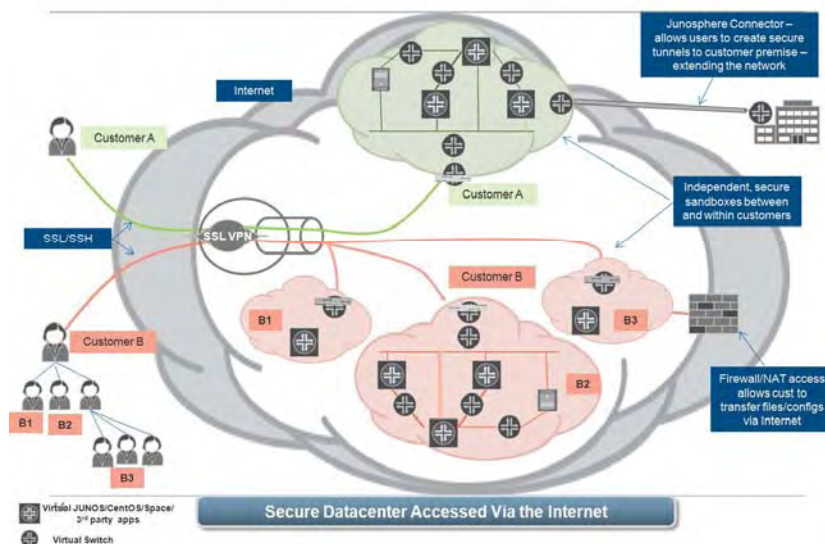 Junosphere Connector –
allows users to create secure
tunnels to customer premise –
extending the network
Internet
Customer A
Customer A
Independent, secure
sandboxes between
and within customers
SSL/SSH
SSL VPN
Customer B
B1
B3
B2
Customer B
B1
B2
B3
Firewall/NAT access
allows cust to
transfer files/configs
via Internet
Virtual JUNOS/CentOS/Space/
3rd party apps
Virtual Switch
Secure Datacenter Accessed Via the Internet